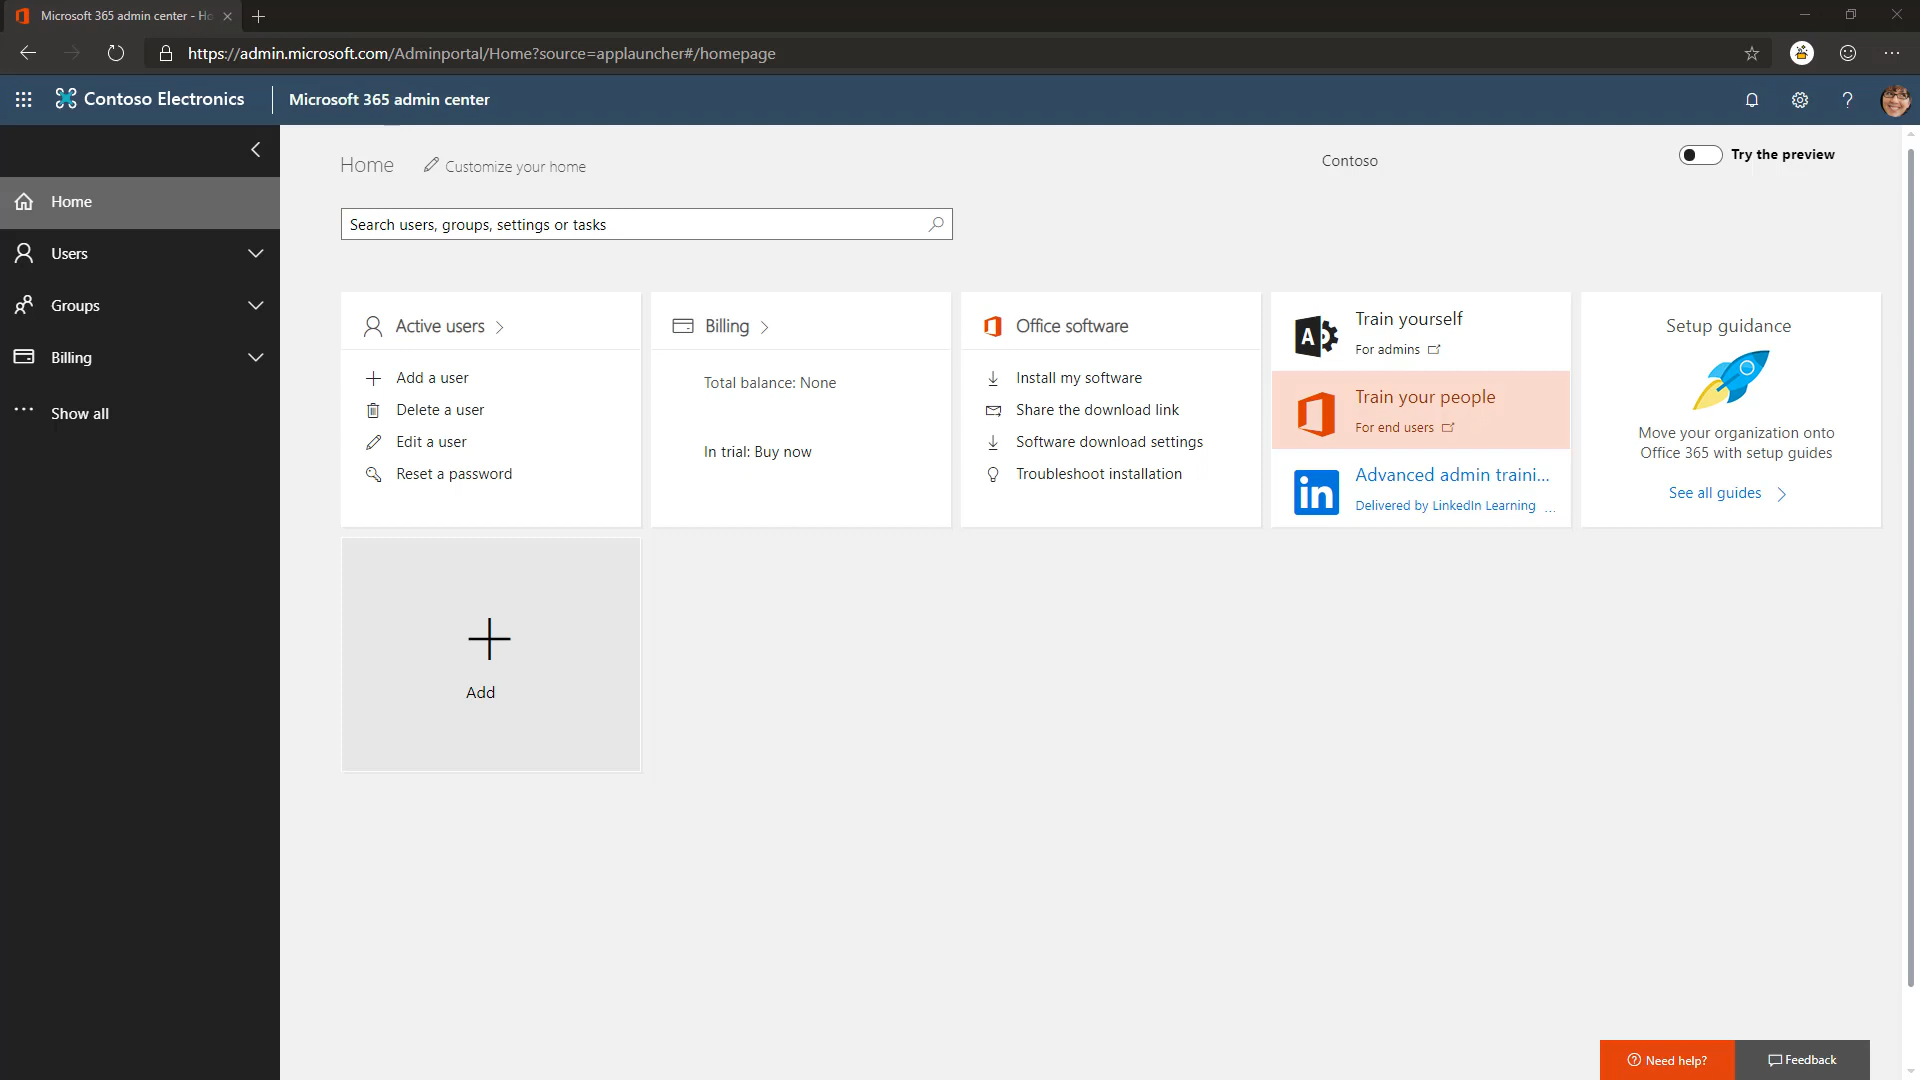 Microsoft 365 admin center - Ho
https://admin.microsoft.com/Adminportal/Home?source=applauncher#/homepage
Contoso Electronics
Microsoft 365 admin center
Home
Users
Groups
Billing
Show all
Home
Customize your home
Contoso
Try the preview
Search users, groups, settings or tasks
Active users
Add a user
Delete a user
Edit a user
Reset a password
Billing
Total balance: None
In trial: Buy now
Office software
Install my software
Share the download link
Software download settings
Troubleshoot installation
Train yourself
For admins
Train your people
For end users
Advanced admin traini...
Delivered by LinkedIn Learning ...
Setup guidance
Move your organization onto
Office 365 with setup guides
See all guides
Add
Need help?
Feedback